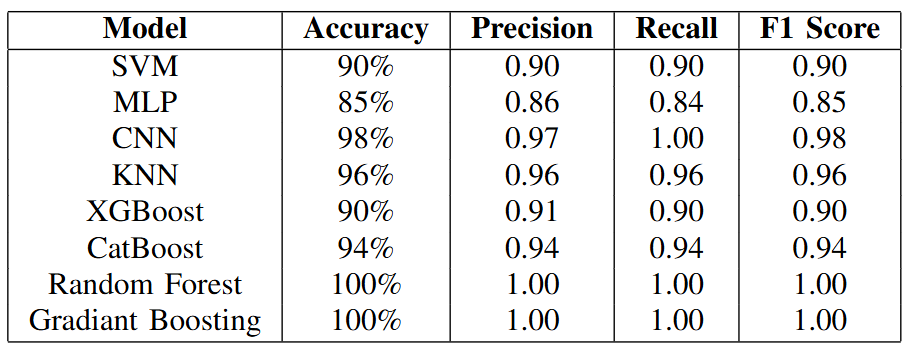 Model Accuracy Precision Recall F1 Score
SVM 90% 0.90 0.90 0.90
MLP 85% 0.86 0.84 0.85
CNN 98% 0.97 1.00 0.98
KNN 96% 0.96 0.96 0.96
XGBoost 90% 0.91 0.90 0.90
CatBoost 94% 0.94 0.94 0.94
Random Forest 100% 1.00 1.00 1.00
Gradiant Boosting 100% 1.00 1.00 1.00